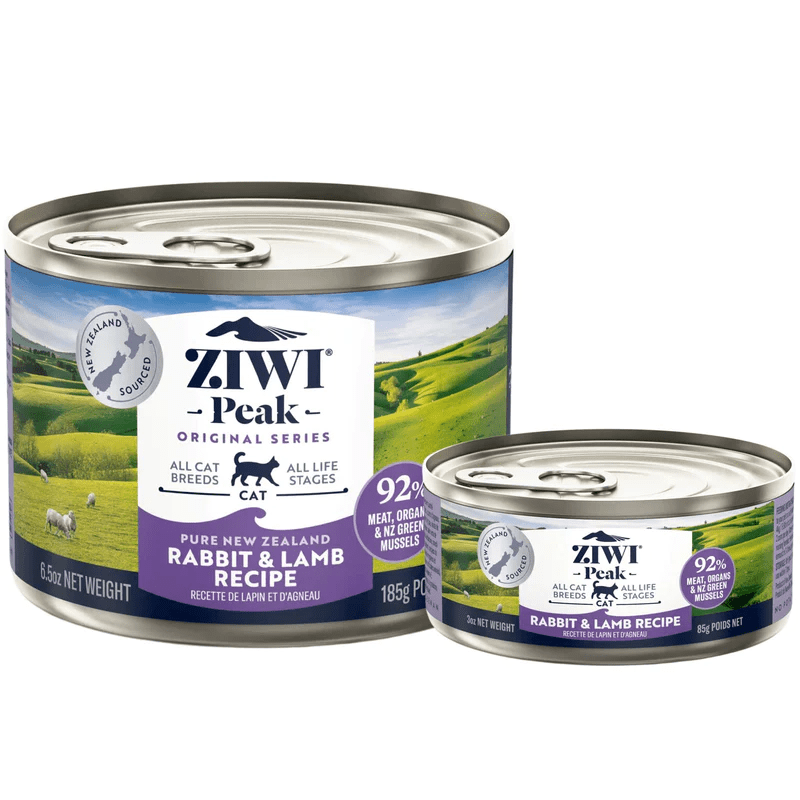 NEW ZEALAND
SOURCED
ZIWI®
Peak
ORIGINAL SERIES
ALL CAT
BREEDS
ALL LIFE
STAGES
CAT
92%
MEAT, ORGANS
& NZ GREEN
MUSSELS
PURE NEW ZEALAND
RABBIT & LAMB
RECIPE
RECETTE DE LAPIN ET D'AGNEAU
6.5oz NET WEIGHT
185g POIDS
NEW ZEALAND
SOURCED
ZIWI®
Peak
ALL CAT
BREEDS
ALL LIFE
STAGES
CAT
92%
MEAT, ORGANS
& NZ GREEN
MUSSELS
RABBIT & LAMB RECIPE
RECETTE DE LAPIN ET D'AGNEAU
3oz NET WEIGHT
85g POIDS NET